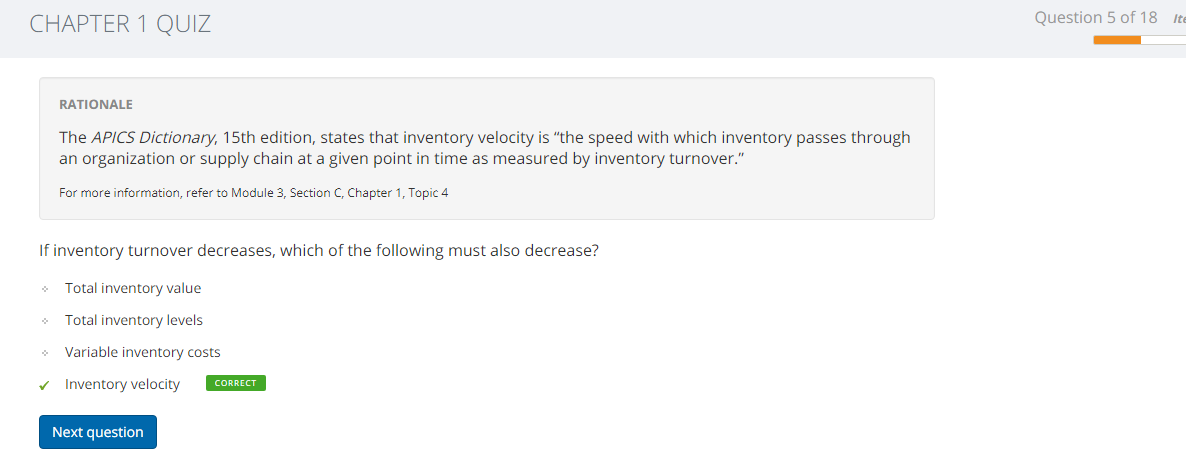 CHAPTER 1 QUIZ
Question 5 of 18
RATIONALE
The APICS Dictionary, 15th edition, states that inventory velocity is “the speed with which inventory passes through
an organization or supply chain at a given point in time as measured by inventory turnover.”
For more information, refer to Module 3, Section C, Chapter 1, Topic 4
If inventory turnover decreases, which of the following must also decrease?
Total inventory value
Total inventory levels
Variable inventory costs
Inventory velocity CORRECT
Next question